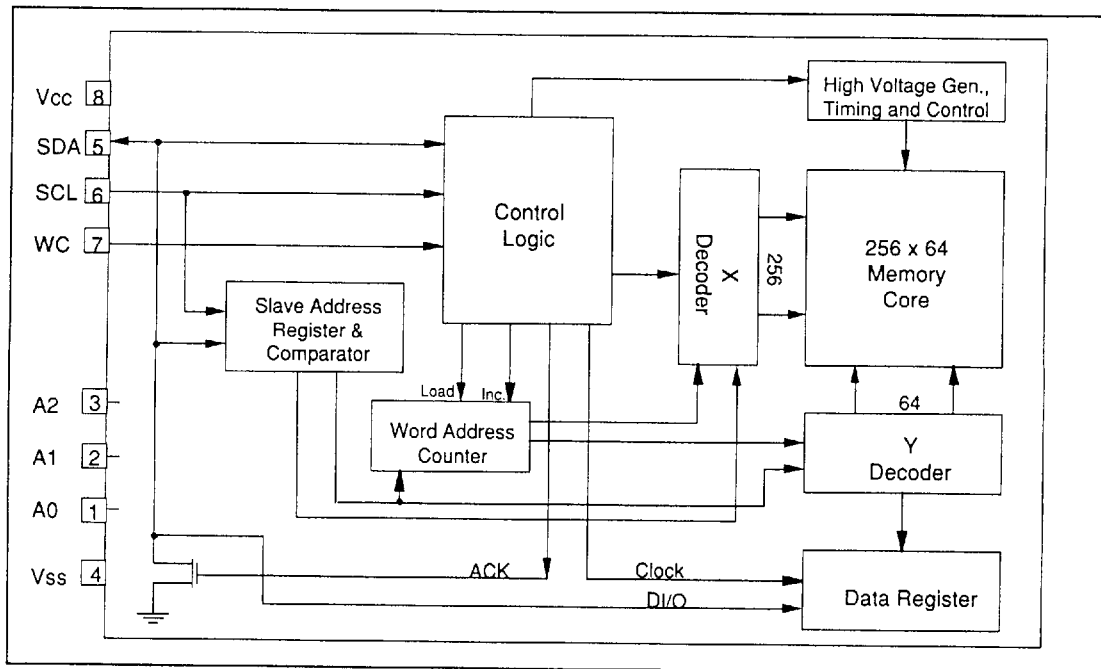 Vcc 8
SDA 5
SCL 6
WC 7
A2 3
A1 2
A0 1
Vss 4
Control
Logic
High Voltage Gen.,
Timing and Control
X
Decoder
256
256 x 64
Memory
Core
Slave Address
Register &
Comparator
Load
Inc.
Word Address
Counter
64
Y
Decoder
ACK
Clock
DI/O
Data Register